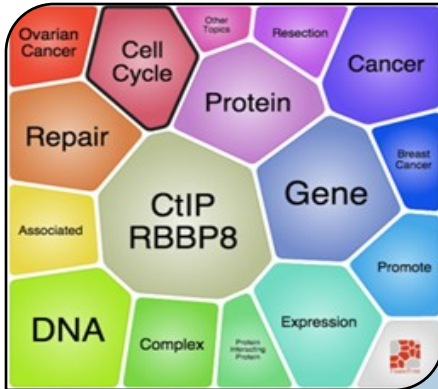 Ovarian
Cancer
Cell
Cycle
Other
Topics
Resection
Cancer
Protein
Repair
Breast
Cancer
Gene
CtIP
RBBP8
Associated
Promote
DNA
Complex
Protein
Interacting
Protein
Expression